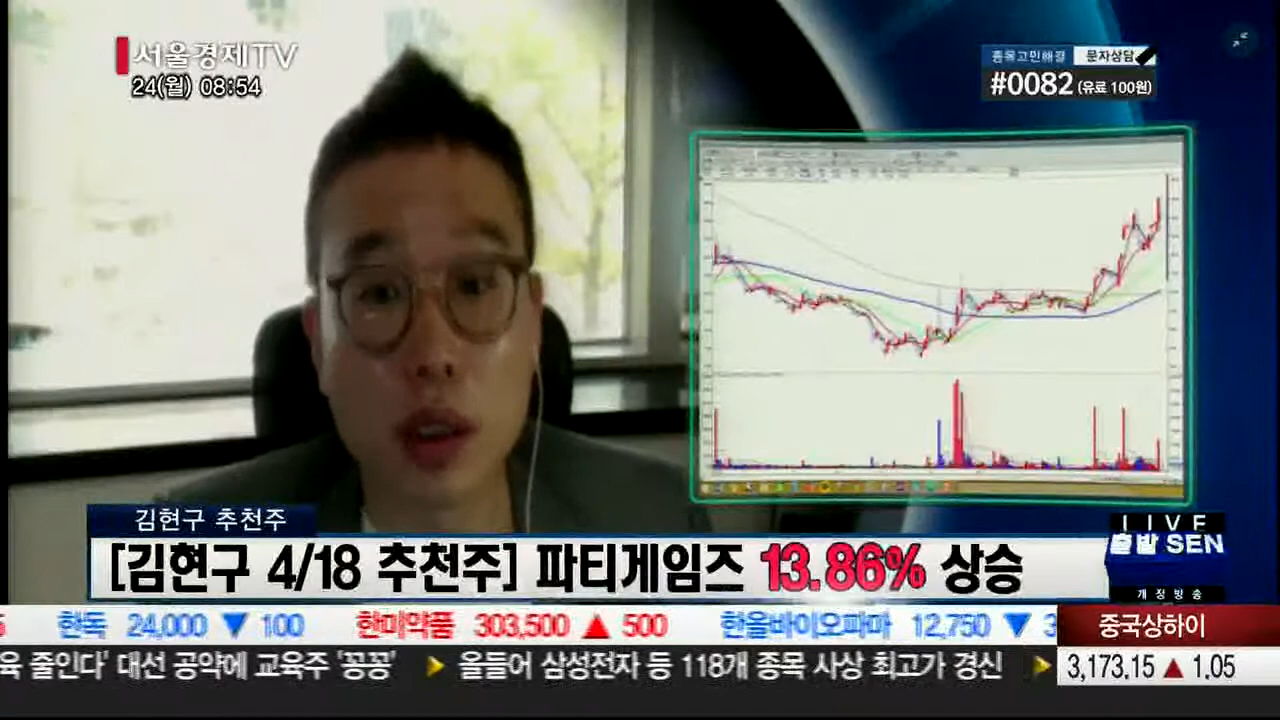 서울경제TV
24(월) 08:54
종목고민해결 문자상담
#0082 (유료 100원)
김현구 추천주
[김현구 4/18 추천주] 파티게임즈 13.86% 상승
LIVE
출발 SEN
개장방송
한독 24,000 ▼ 100 한미약품 303,500 ▲ 500 한올바이오파마 12,750 ▼ 3
중국상하이
육 줄인다’ 대선 공약에 교육주 ‘꽁꽁’ ▶ 올들어 삼성전자 등 118개 종목 사상 최고가 경신 ▶
3,173.15 ▲ 1.05